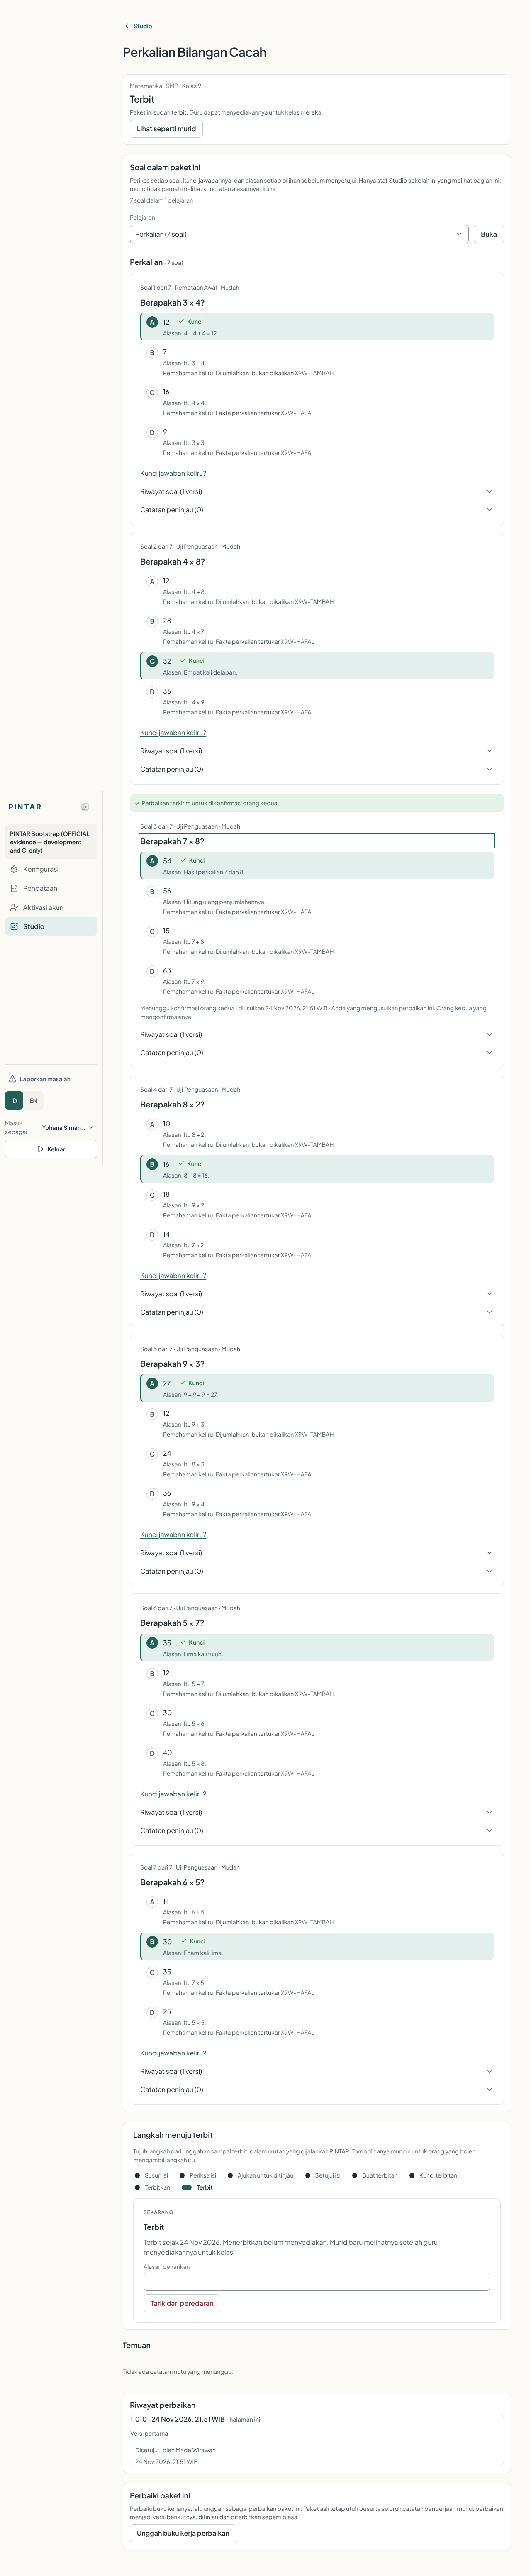 Studio
Perkalian Bilangan Cacah
Matematika · SMP · Kelas 9
Terbit
Paket ini sudah terbit. Guru dapat menyediakannya untuk kelas mereka.
Lihat seperti murid
Soal dalam paket ini
Periksa setiap soal, kunci jawabannya, dan alasan setiap pilihan sebelum menyetujui. Hanya staf Studio sekolah ini yang melihat bagian ini;
murid tidak pernah melihat kunci atau alasannya di sini.
7 soal dalam 1 pelajaran
Pelajaran
Perkalian (7 soal)
Buka
Perkalian · 7 soal
Soal 1 dari 7 · Pemetaan Awal · Mudah
Berapakah 3 × 4?
A 12 Kunci
Alasan: 4 + 4 + 4 = 12.
B 7
Alasan: Itu 3 + 4.
Pemahaman keliru: Dijumlahkan, bukan dikalikan X9W-TAMBAH
C 16
Alasan: Itu 4 × 4.
Pemahaman keliru: Fakta perkalian tertukar X9W-HAFAL
D 9
Alasan: Itu 3 × 3.
Pemahaman keliru: Fakta perkalian tertukar X9W-HAFAL
Kunci jawaban keliru?
Riwayat soal (1 versi)
Catatan peninjau (0)
Soal 2 dari 7 · Uji Penguasaan · Mudah
Berapakah 4 × 8?
A 12
Alasan: Itu 4 + 8.
Pemahaman keliru: Dijumlahkan, bukan dikalikan X9W-TAMBAH
B 28
Alasan: Itu 4 × 7.
Pemahaman keliru: Fakta perkalian tertukar X9W-HAFAL
C 32 Kunci
Alasan: Empat kali delapan.
D 36
Alasan: Itu 4 × 9.
Pemahaman keliru: Fakta perkalian tertukar X9W-HAFAL
Kunci jawaban keliru?
Riwayat soal (1 versi)
Catatan peninjau (0)
Perbaikan terkirim untuk dikonfirmasi orang kedua.
Soal 3 dari 7 · Uji Penguasaan · Mudah
Berapakah 7 × 8?
A 54 Kunci
Alasan: Hasil perkalian 7 dan 8.
B 56
Alasan: Hitung ulang penjumlahannya.
Pemahaman keliru: Fakta perkalian tertukar X9W-HAFAL
C 15
Alasan: Itu 7 + 8.
Pemahaman keliru: Dijumlahkan, bukan dikalikan X9W-TAMBAH
D 63
Alasan: Itu 7 × 9.
Pemahaman keliru: Fakta perkalian tertukar X9W-HAFAL
Menunggu konfirmasi orang kedua · diusulkan 24 Nov 2026, 21.51 WIB · Anda yang mengusulkan perbaikan ini. Orang kedua yang
mengonfirmasinya.
Riwayat soal (1 versi)
Catatan peninjau (0)
PINTAR
PINTAR Bootstrap (OFFICIAL
evidence — development
and CI only)
Konfigurasi
Pendataan
Aktivasi akun
Studio
Laporkan masalah
ID EN
Masuk
sebagai
Yohana Siman...
Keluar
Soal 4 dari 7 · Uji Penguasaan · Mudah
Berapakah 8 × 2?
A 10
Alasan: Itu 8 + 2.
Pemahaman keliru: Dijumlahkan, bukan dikalikan X9W-TAMBAH
B 16 Kunci
Alasan: 8 + 8 = 16.
C 18
Alasan: Itu 9 × 2.
Pemahaman keliru: Fakta perkalian tertukar X9W-HAFAL
D 14
Alasan: Itu 7 × 2.
Pemahaman keliru: Fakta perkalian tertukar X9W-HAFAL
Kunci jawaban keliru?
Riwayat soal (1 versi)
Catatan peninjau (0)
Soal 5 dari 7 · Uji Penguasaan · Mudah
Berapakah 9 × 3?
A 27 Kunci
Alasan: 9 + 9 + 9 = 27.
B 12
Alasan: Itu 9 + 3.
Pemahaman keliru: Dijumlahkan, bukan dikalikan X9W-TAMBAH
C 24
Alasan: Itu 8 × 3.
Pemahaman keliru: Fakta perkalian tertukar X9W-HAFAL
D 36
Alasan: Itu 9 × 4.
Pemahaman keliru: Fakta perkalian tertukar X9W-HAFAL
Kunci jawaban keliru?
Riwayat soal (1 versi)
Catatan peninjau (0)
Soal 6 dari 7 · Uji Penguasaan · Mudah
Berapakah 5 × 7?
A 35 Kunci
Alasan: Lima kali tujuh.
B 12
Alasan: Itu 5 + 7.
Pemahaman keliru: Dijumlahkan, bukan dikalikan X9W-TAMBAH
C 30
Alasan: Itu 5 × 6.
Pemahaman keliru: Fakta perkalian tertukar X9W-HAFAL
D 40
Alasan: Itu 5 × 8.
Pemahaman keliru: Fakta perkalian tertukar X9W-HAFAL
Kunci jawaban keliru?
Riwayat soal (1 versi)
Catatan peninjau (0)
Soal 7 dari 7 · Uji Penguasaan · Mudah
Berapakah 6 × 5?
A 11
Alasan: Itu 6 + 5.
Pemahaman keliru: Dijumlahkan, bukan dikalikan X9W-TAMBAH
B 30 Kunci
Alasan: Enam kali lima.
C 35
Alasan: Itu 7 × 5.
Pemahaman keliru: Fakta perkalian tertukar X9W-HAFAL
D 25
Alasan: Itu 5 × 5.
Pemahaman keliru: Fakta perkalian tertukar X9W-HAFAL
Kunci jawaban keliru?
Riwayat soal (1 versi)
Catatan peninjau (0)
Langkah menuju terbit
Tujuh langkah dari unggahan sampai terbit, dalam urutan yang dijalankan PINTAR. Tombol hanya muncul untuk orang yang boleh
mengambil langkah itu.
Susun isi Periksa isi Ajukan untuk ditinjau Setujui isi Buat terbitan Kunci terbitan
Terbitkan Terbit
SEKARANG
Terbit
Terbit sejak 24 Nov 2026. Menerbitkan belum menyediakan. Murid baru melihatnya setelah guru
menyediakannya untuk kelas.
Alasan penarikan
Tarik dari peredaran
Temuan
Tidak ada catatan mutu yang menunggu.
Riwayat perbaikan
1.0.0 · 24 Nov 2026, 21.51 WIB · halaman ini
Versi pertama
Disetujui · oleh Made Wirawan
24 Nov 2026, 21.51 WIB
Perbaiki paket ini
Perbaiki buku kerjanya, lalu unggah sebagai perbaikan paket ini. Paket asli tetap utuh beserta seluruh catatan pengerjaan murid; perbaikan
menjadi versi berikutnya, ditinjau dan diterbitkan seperti biasa.
Unggah buku kerja perbaikan